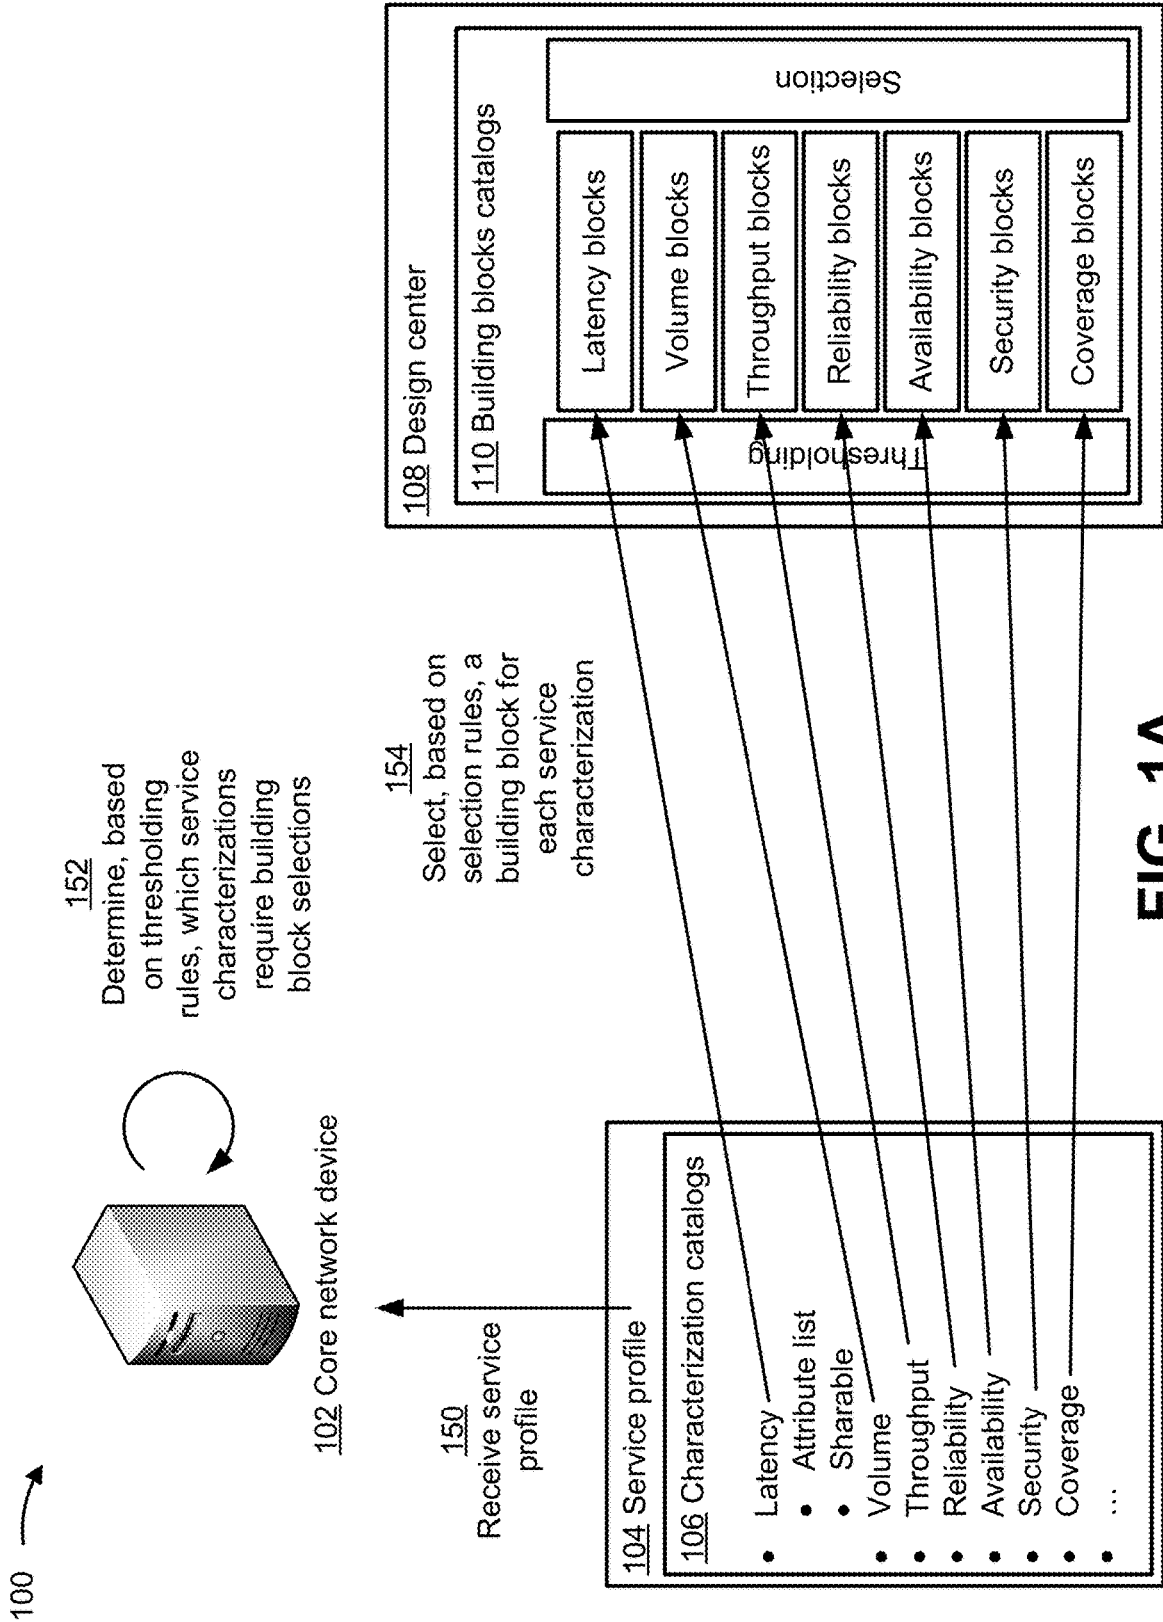 100
102 Core network device
152
Determine, based
on thresholding
rules, which service
characterizations
require building
block selections
150
Receive service
profile
154
Select, based on
selection rules, a
building block for
each service
characterization
104 Service profile
106 Characterization catalogs
• Latency
• Attribute list
• Sharable
• Volume
• Throughput
• Reliability
• Availability
• Security
• Coverage
• ...
108 Design center
110 Building blocks catalogs
Thresholding
Latency blocks
Volume blocks
Throughput blocks
Reliability blocks
Availability blocks
Security blocks
Coverage blocks
Selection
FIG. 1A